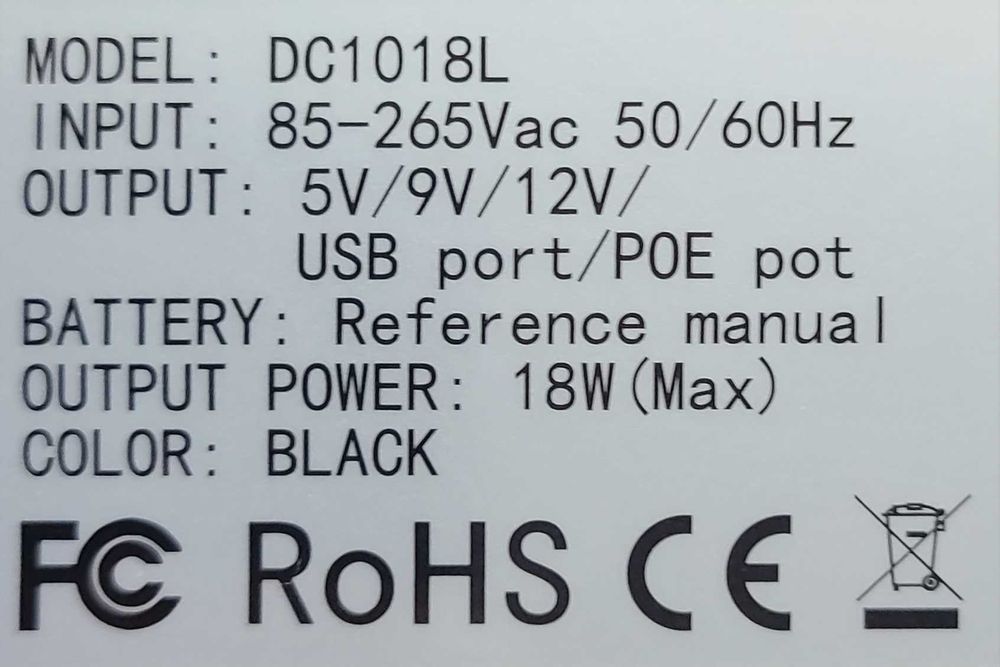 MODEL: DC1018L
INPUT: 85-265Vac 50/60Hz
OUTPUT: 5V/9V/12V/
USB port/POE pot
BATTERY: Reference manual
OUTPUT POWER: 18W(Max)
COLOR: BLACK
FC RoHS CE